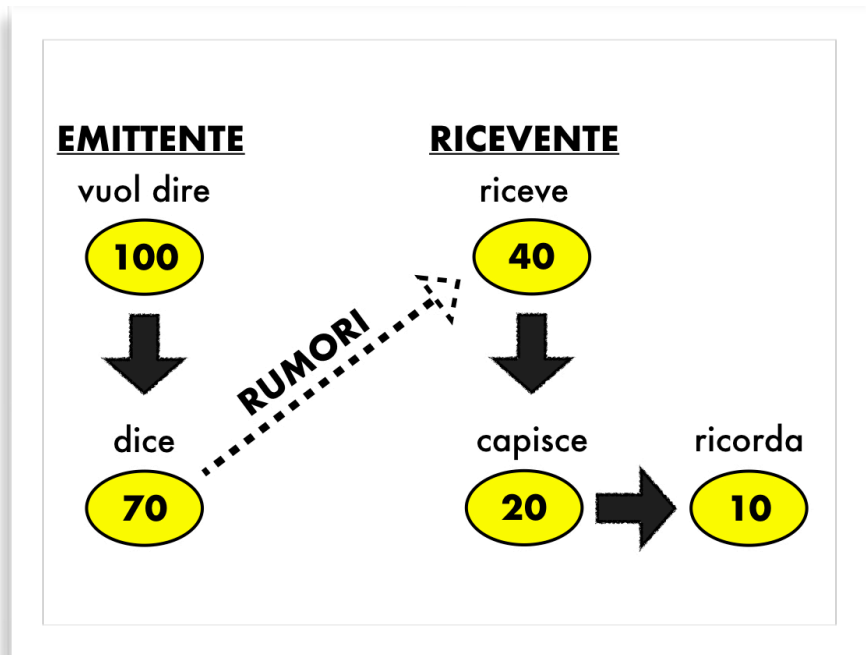 EMITTENTE
vuol dire
100
dice
70
RUMORI
RICEVENTE
riceve
40
capisce
20
ricorda
10